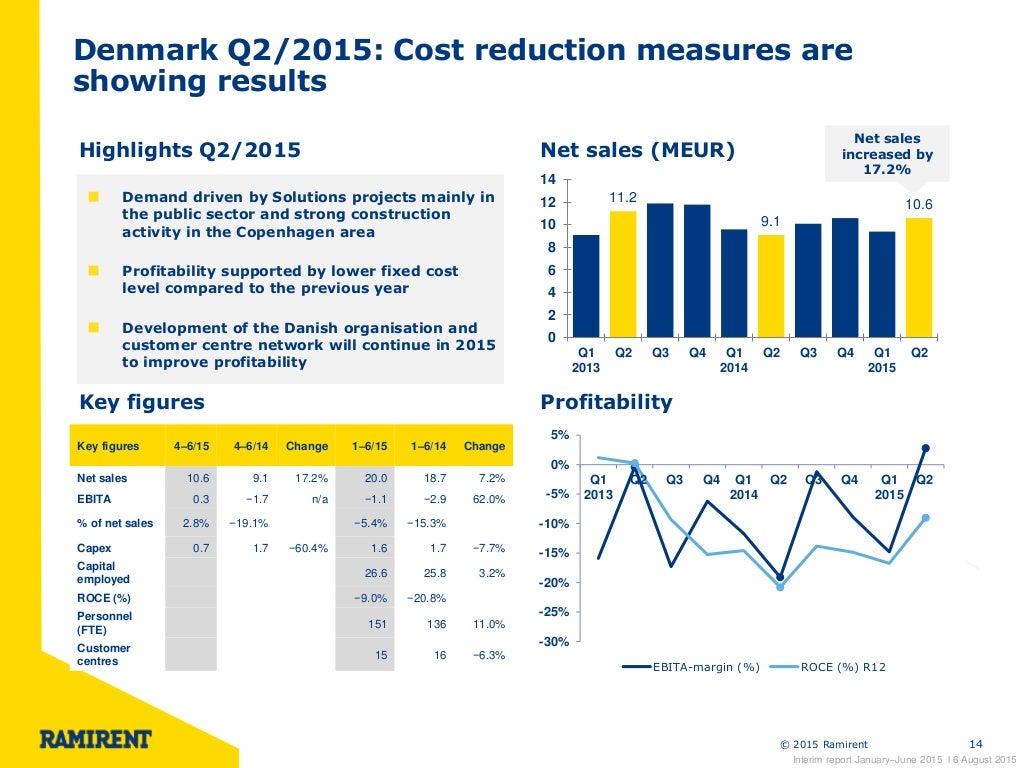 Denmark Q2/2015: Cost reduction measures are
showing results
Highlights Q2/2015
Demand driven by Solutions projects mainly in
the public sector and strong construction
activity in the Copenhagen area
Profitability supported by lower fixed cost
level compared to the previous year
Development of the Danish organisation and
customer centre network will continue in 2015
to improve profitability
Net sales (MEUR)
Net sales
increased by
17.2%
14
12
10
8
6
4
2
0
11.2
9.1
10.6
Q1 Q2 Q3 Q4 Q1 Q2 Q3 Q4 Q1 Q2
2013 2014 2015
Key figures
Key figures 4–6/15 4–6/14 Change 1–6/15 1–6/14 Change
Net sales 10.6 9.1 17.2% 20.0 18.7 7.2%
EBITA 0.3 −1.7 n/a −1.1 −2.9 62.0%
% of net sales 2.8% −19.1% −5.4% −15.3%
Capex 0.7 1.7 −60.4% 1.6 1.7 −7.7%
Capital
employed 26.6 25.8 3.2%
ROCE (%) −9.0% −20.8%
Personnel
(FTE) 151 136 11.0%
Customer
centres 15 16 −6.3%
Profitability
5%
0%
-5%
-10%
-15%
-20%
-25%
-30%
Q1 Q2 Q3 Q4 Q1 Q2 Q3 Q4 Q1 Q2
2013 2014 2015
EBITA-margin (%) ROCE (%) R12
RAMIRENT
© 2015 Ramirent 14
Interim report January–June 2015 I 6 August 2015